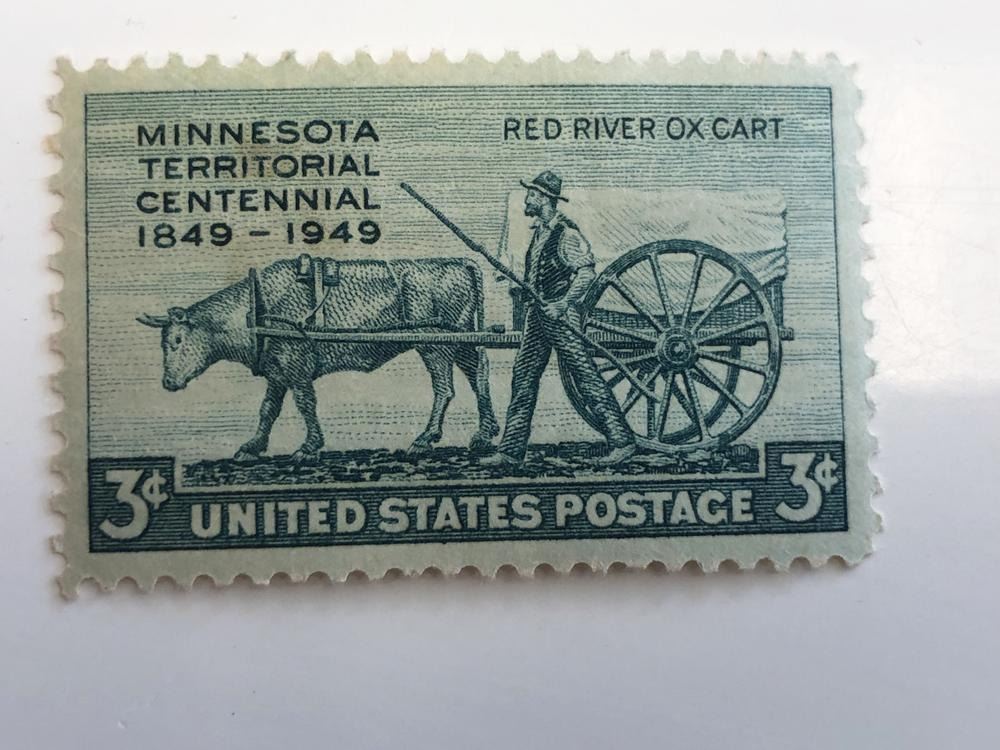 MINNESOTA
TERRITORIAL
CENTENNIAL
1849 - 1949
RED RIVER OX CART
3¢
UNITED STATES POSTAGE
3¢